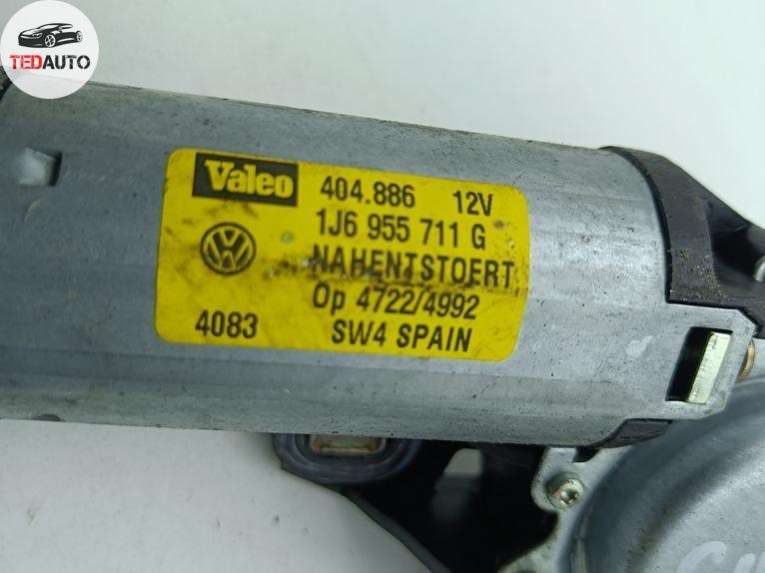 TEDAUTO
Valeo 404.886 12V
1J6 955 711 G
NAHENTSTOERT
Op 4722/4992
4083 SW4 SPAIN